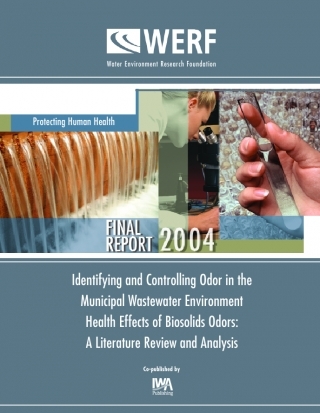 WERF
Water Environment Research Foundation
Protecting Human Health
FINAL
REPORT 2004
Identifying and Controlling Odor in the
Municipal Wastewater Environment
Health Effects of Biosolids Odors:
A Literature Review and Analysis
Co-published by
IWA
Publishing